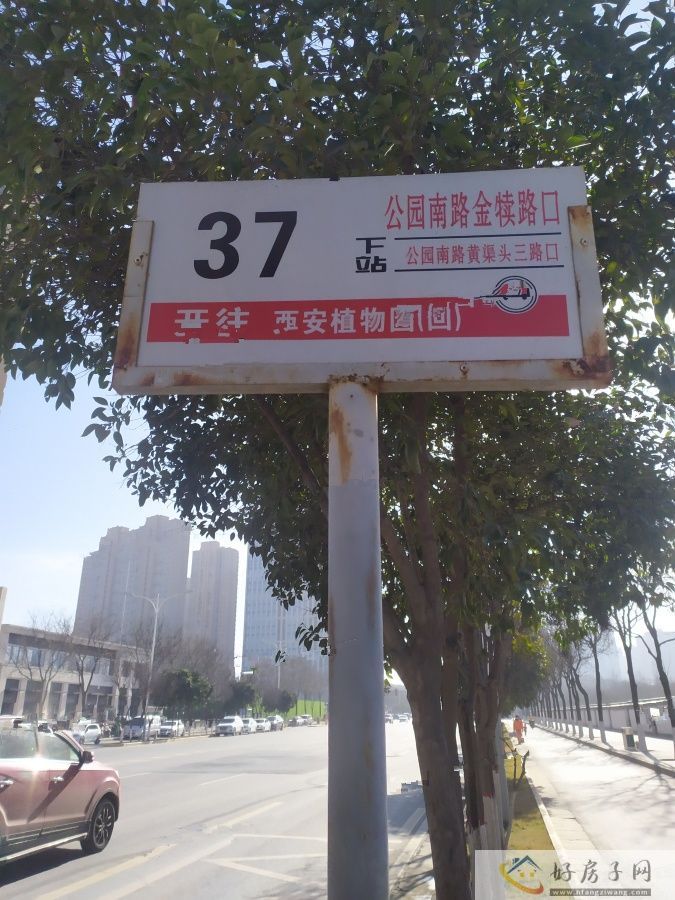 37
公园南路金犊路口
下站
公园南路黄渠头三路口
开往 西安植物园(回)
好房子网
www.hfangziwang.com